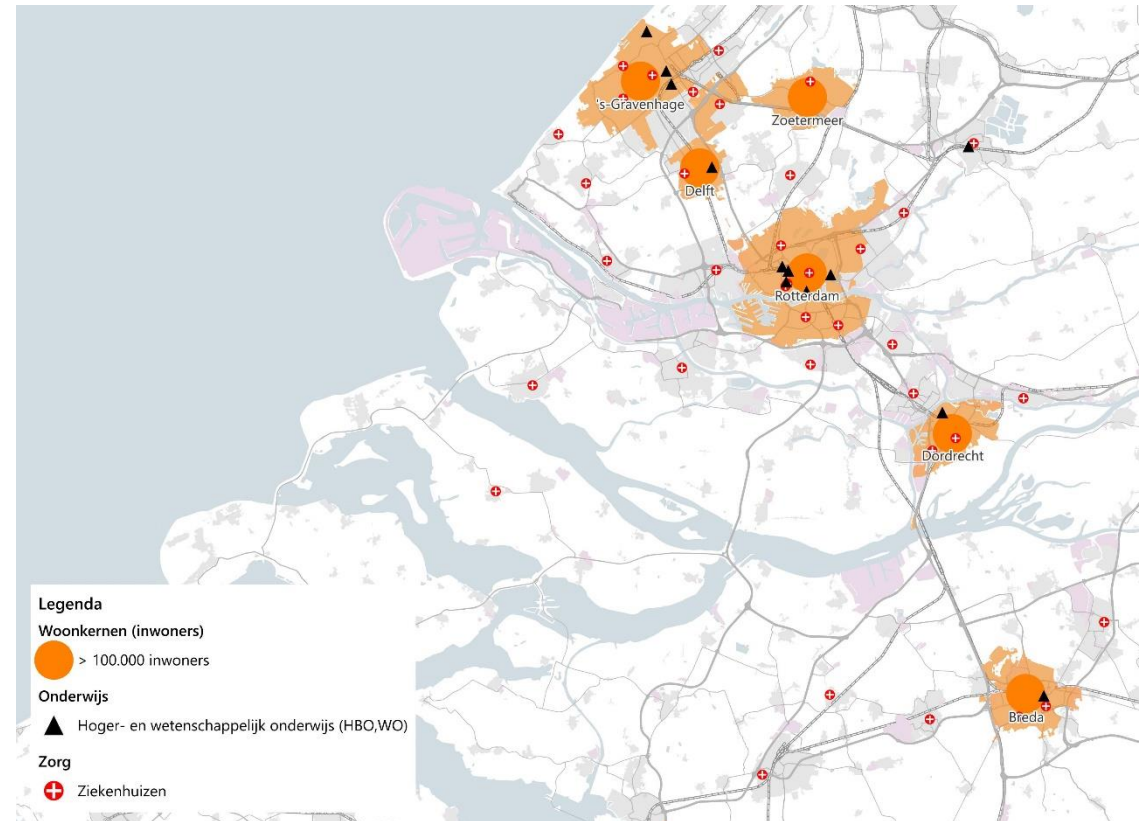 's-Gravenhage
Zoetermeer
Delft
Rotterdam
Dordrecht
Breda
Legenda
Woonkernen (inwoners)
> 100.000 inwoners
Onderwijs
Hoger- en wetenschappelijk onderwijs (HBO,WO)
Zorg
Ziekenhuizen